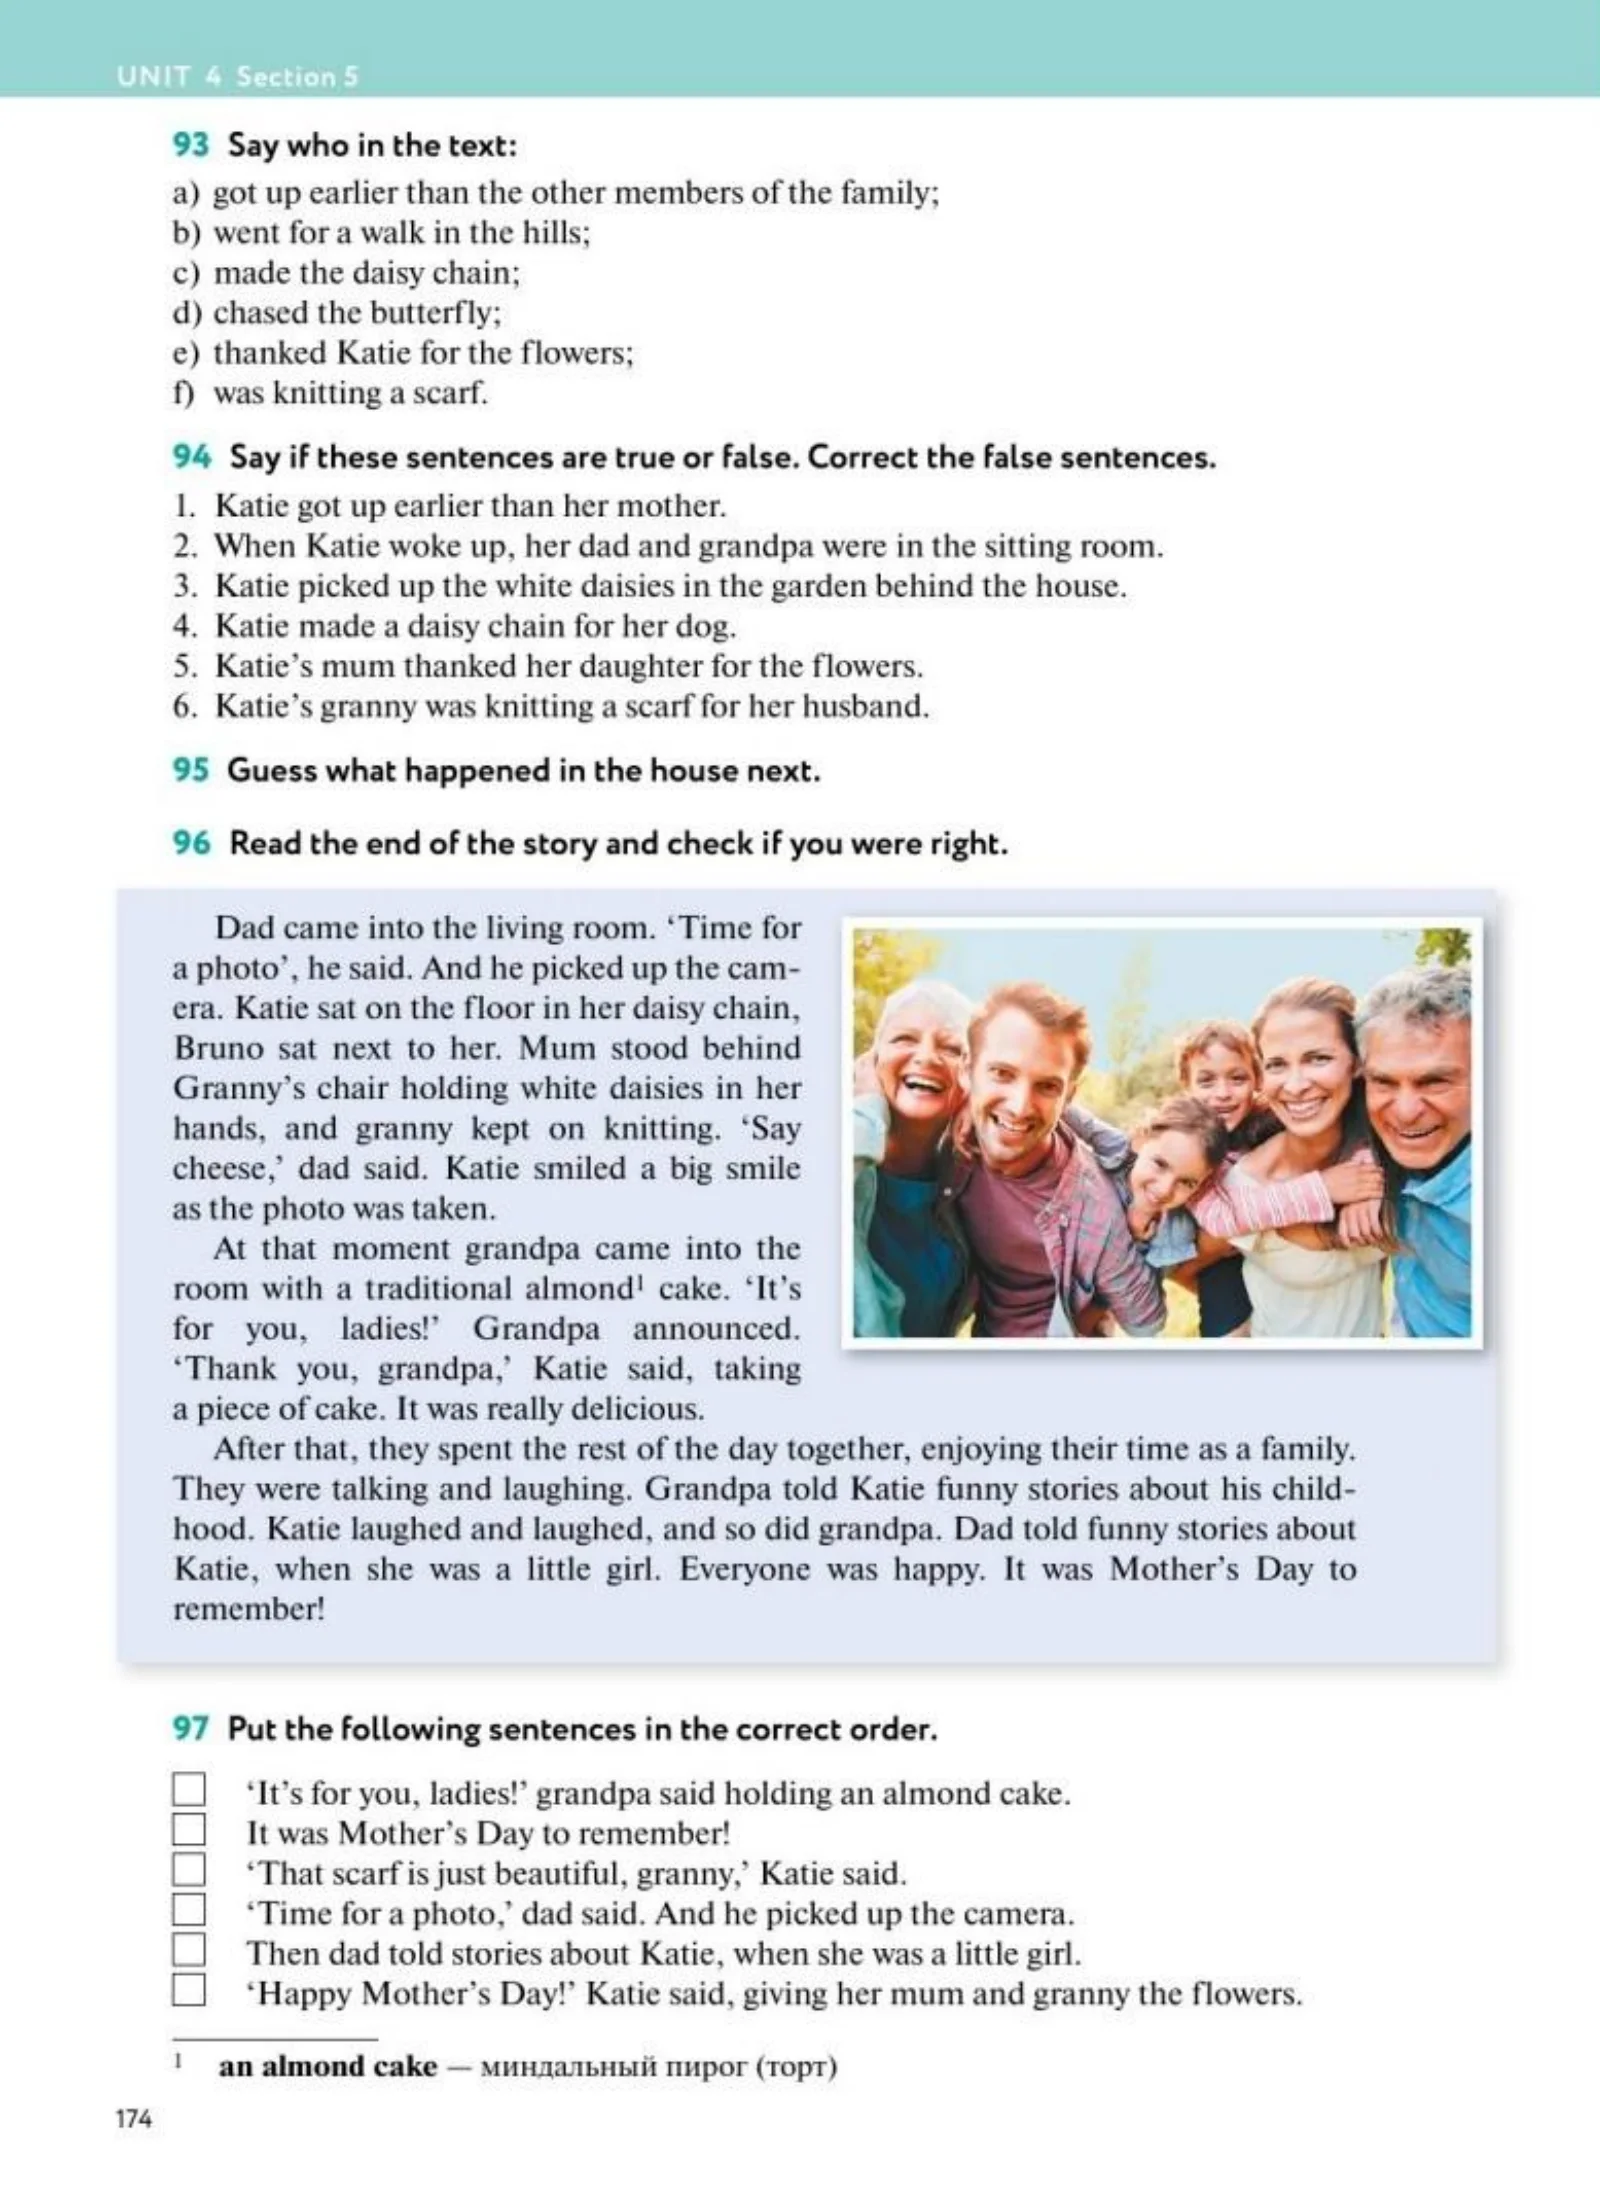 UNIT 4 Section 5
93 Say who in the text:
a) got up earlier than the other members of the family;
b) went for a walk in the hills;
c) made the daisy chain;
d) chased the butterfly;
e) thanked Katie for the flowers;
f) was knitting a scarf.
94 Say if these sentences are true or false. Correct the false sentences.
1. Katie got up earlier than her mother.
2. When Katie woke up, her dad and grandpa were in the sitting room.
3. Katie picked up the white daisies in the garden behind the house.
4. Katie made a daisy chain for her dog.
5. Katie’s mum thanked her daughter for the flowers.
6. Katie’s granny was knitting a scarf for her husband.
95 Guess what happened in the house next.
96 Read the end of the story and check if you were right.
Dad came into the living room. ‘Time for
a photo’, he said. And he picked up the cam-
era. Katie sat on the floor in her daisy chain,
Bruno sat next to her. Mum stood behind
Granny’s chair holding white daisies in her
hands, and granny kept on knitting. ‘Say
cheese,’ dad said. Katie smiled a big smile
as the photo was taken.
At that moment grandpa came into the
room with a traditional almond¹ cake. ‘It’s
for you, ladies!’ Grandpa announced.
‘Thank you, grandpa,’ Katie said, taking
a piece of cake. It was really delicious.
After that, they spent the rest of the day together, enjoying their time as a family.
They were talking and laughing. Grandpa told Katie funny stories about his child-
hood. Katie laughed and laughed, and so did grandpa. Dad told funny stories about
Katie, when she was a little girl. Everyone was happy. It was Mother’s Day to
remember!
97 Put the following sentences in the correct order.
‘It’s for you, ladies!’ grandpa said holding an almond cake.
It was Mother’s Day to remember!
‘That scarf is just beautiful, granny,’ Katie said.
‘Time for a photo,’ dad said. And he picked up the camera.
Then dad told stories about Katie, when she was a little girl.
‘Happy Mother’s Day!’ Katie said, giving her mum and granny the flowers.
¹ an almond cake — миндальный пирог (торт)
174